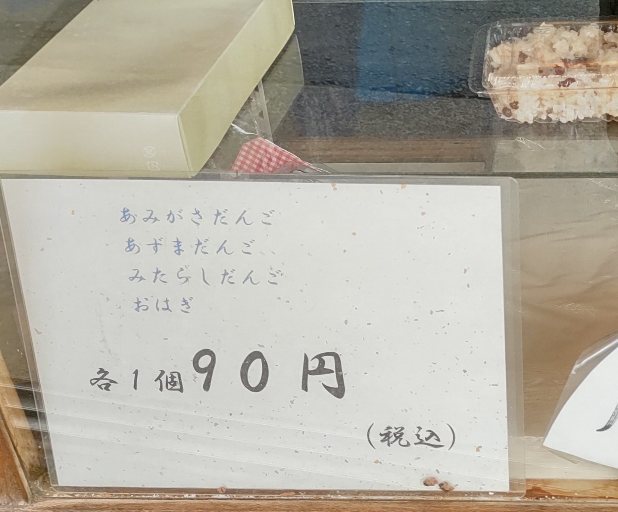 あみがさだんご
あずまだんご
みたらしだんご
おはぎ
各1個90円
(税込)